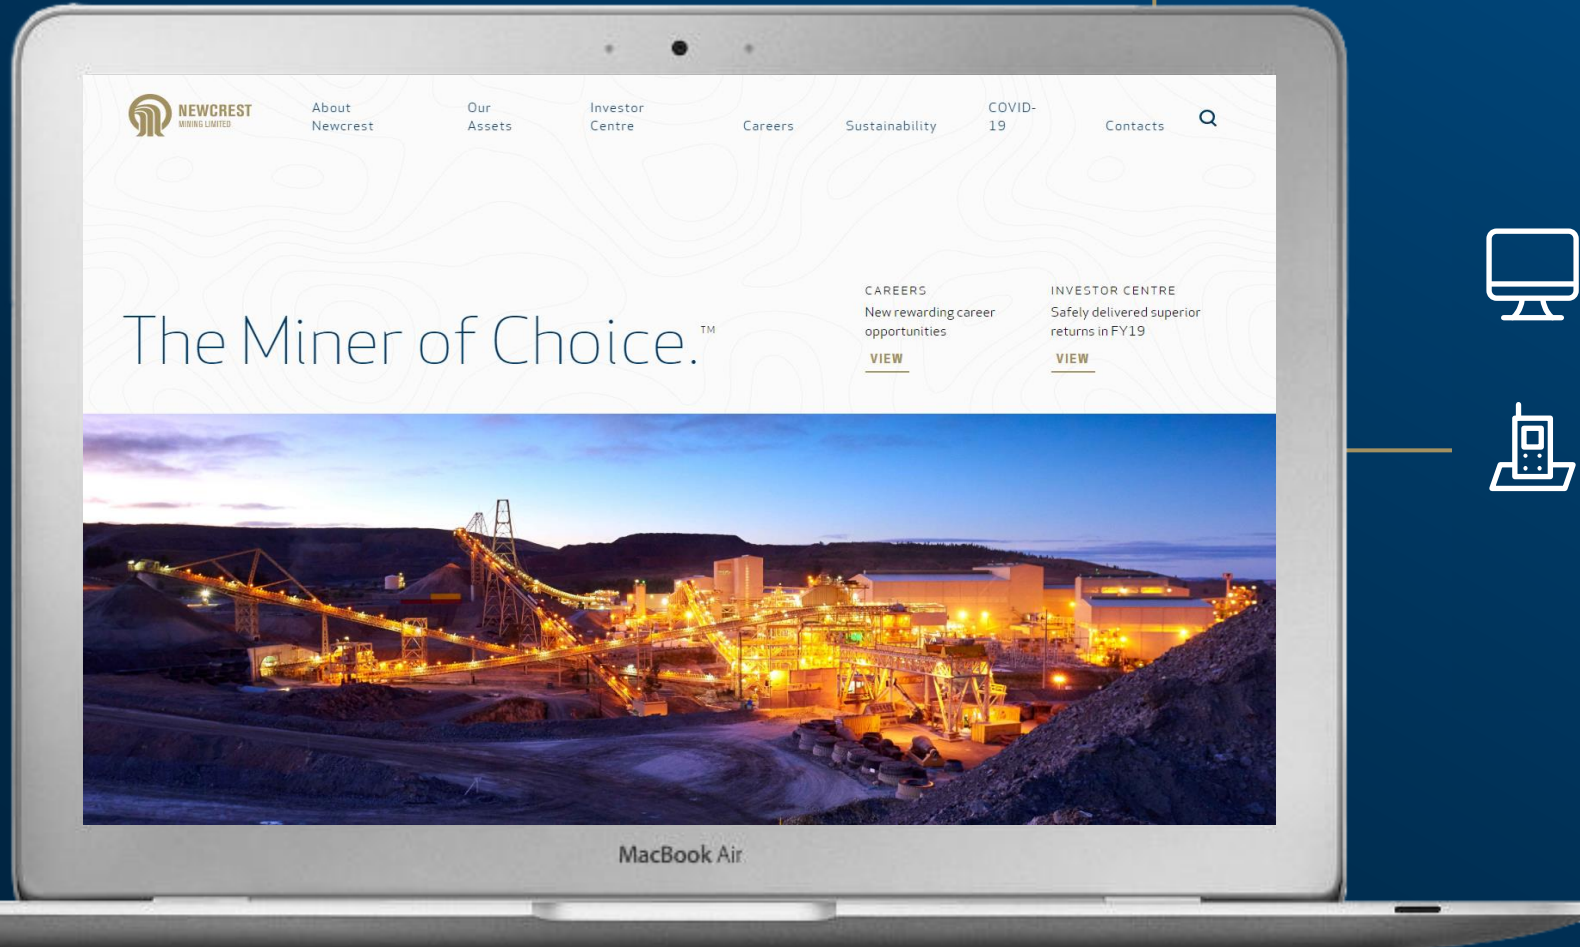 NEWCREST
MINING LIMITED
About
Newcrest
Our
Assets
Investor
Centre
Careers
Sustainability
COVID-
19
Contacts
The Miner of Choice.™
CAREERS
New rewarding career
opportunities
VIEW
INVESTOR CENTRE
Safely delivered superior
returns in FY19
VIEW
MacBook Air